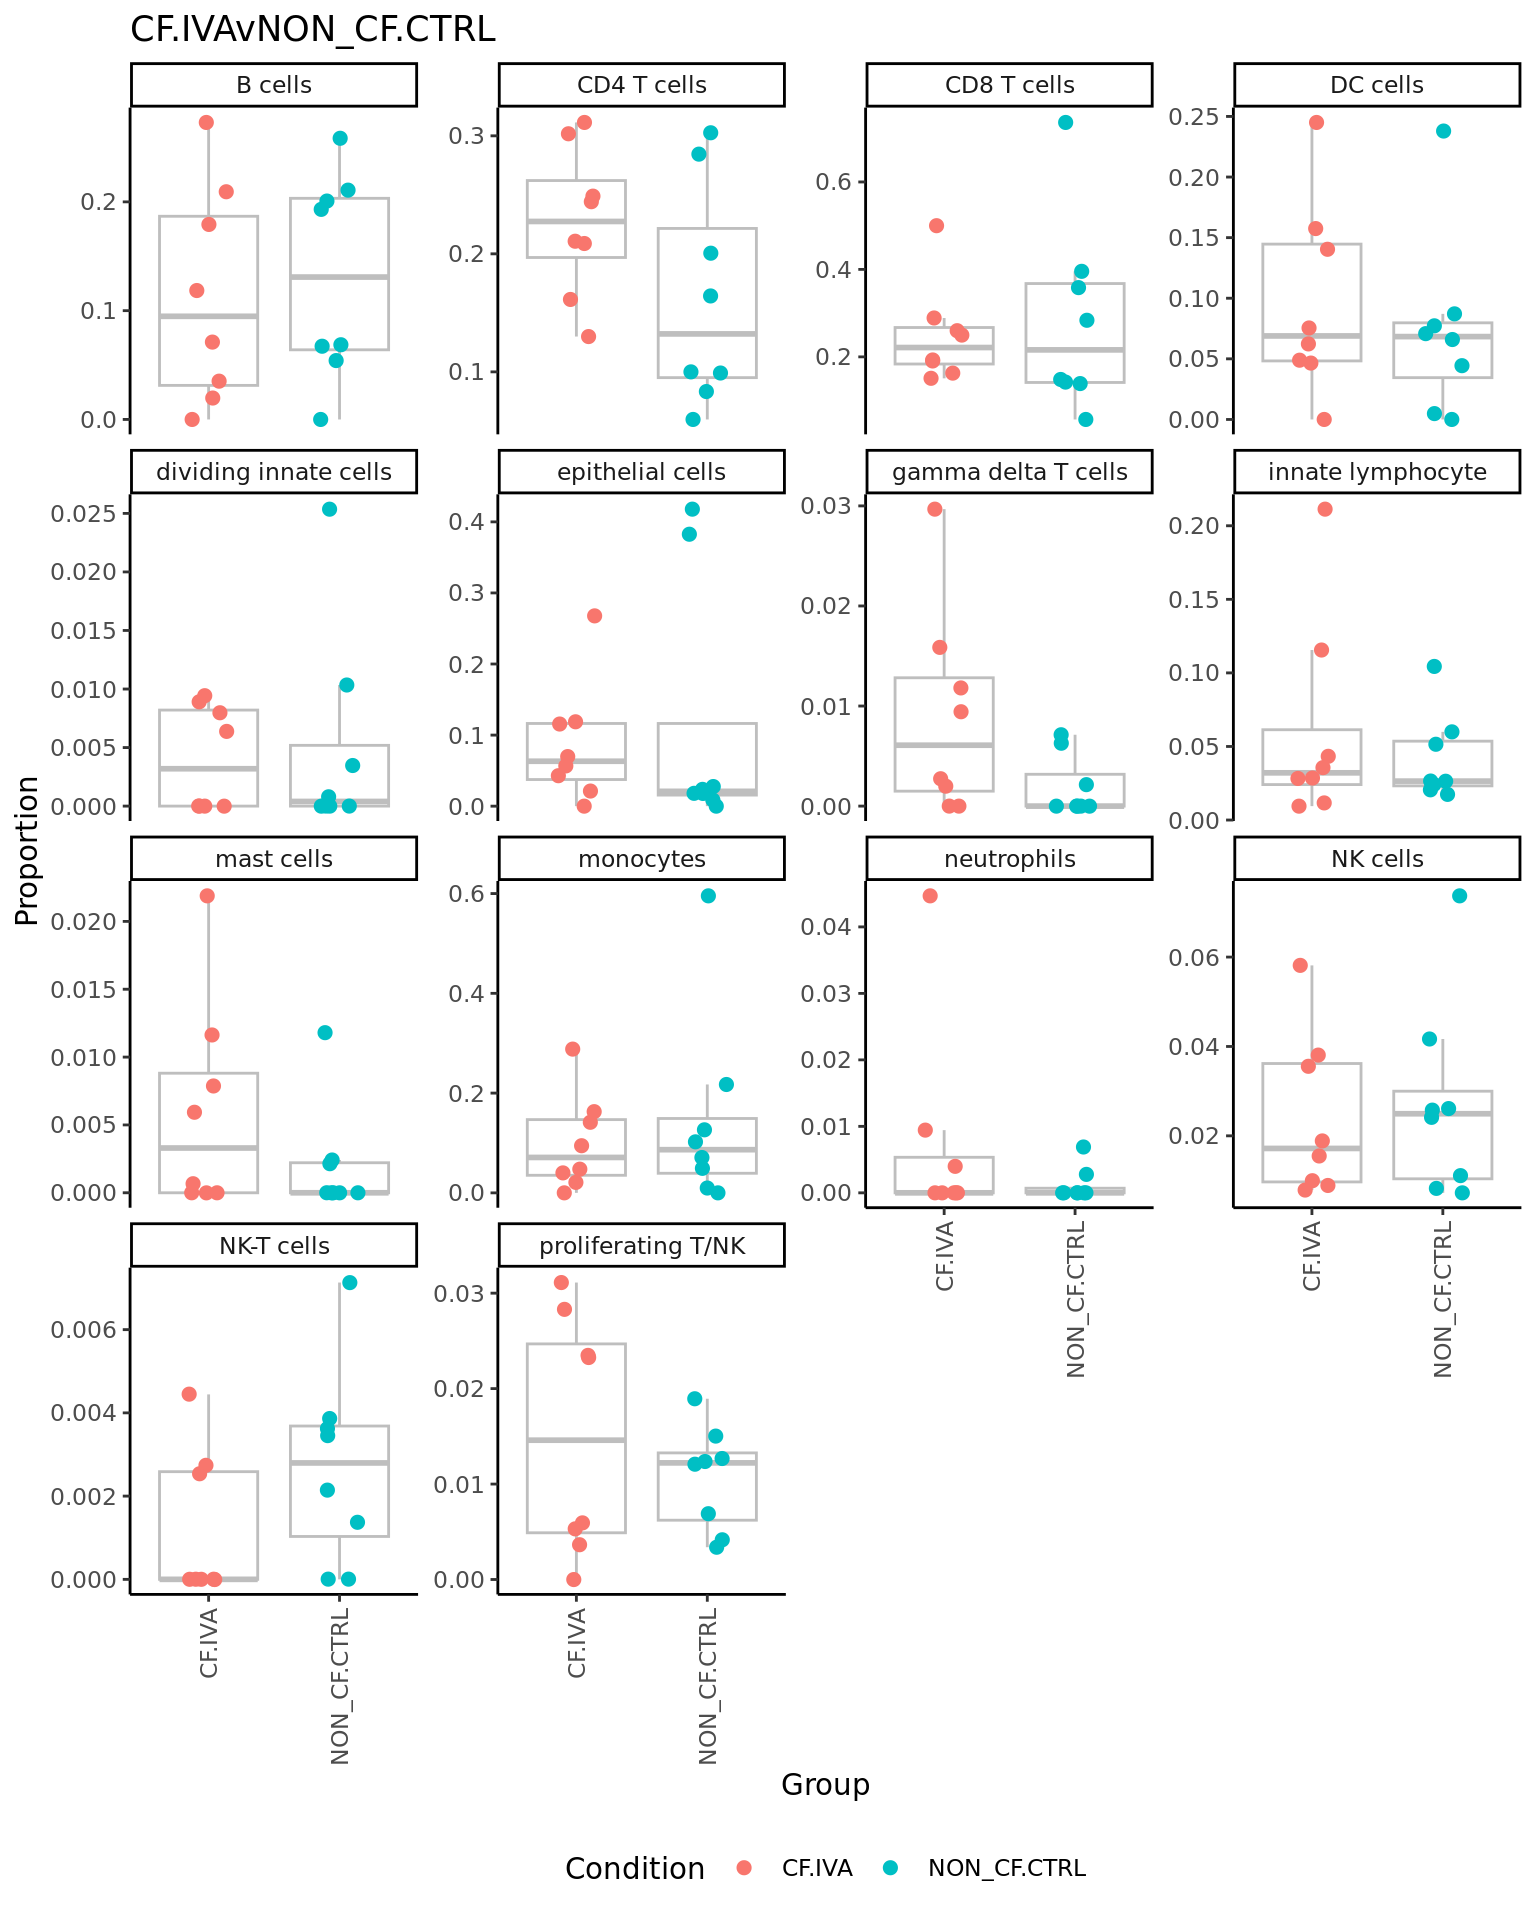 CF.IVAvNON_CF.CTRL
B cells
CD4 T cells
CD8 T cells
DC cells
0.2
0.1
0.0
0.3
0.2
0.1
0.6
0.4
0.2
0.25
0.20
0.15
0.10
0.05
0.00
dividing innate cells
epithelial cells
gamma delta T cells
innate lymphocyte
0.025
0.020
0.015
0.010
0.005
0.000
0.4
0.3
0.2
0.1
0.0
0.03
0.02
0.01
0.00
0.20
0.15
0.10
0.05
0.00
Proportion
mast cells
monocytes
neutrophils
NK cells
0.020
0.015
0.010
0.005
0.000
0.6
0.4
0.2
0.0
0.04
0.03
0.02
0.01
0.00
0.06
0.04
0.02
CF.IVA
NON_CF.CTRL
CF.IVA
NON_CF.CTRL
NK-T cells
proliferating T/NK
0.006
0.004
0.002
0.000
0.03
0.02
0.01
0.00
CF.IVA
NON_CF.CTRL
CF.IVA
NON_CF.CTRL
Group
Condition
CF.IVA
NON_CF.CTRL